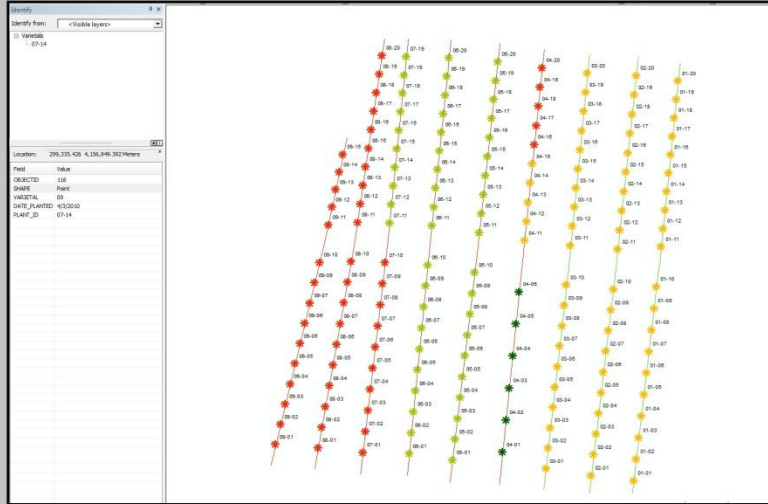 Identify
Identify from: <Visible layers>
Varietals
07-14
Location: 299,335.426 4,156,949.392 Meters
Field Value
OBJECTID 116
SHAPE Point
VARIETAL 09
DATE_PLANTED 4/3/2010
PLANT_ID 07-14
08-20 07-19 06-20 05-20 04-20 03-20 02-20 01-20
08-19 07-19 06-19 05-19 04-19 03-19 02-19 01-19
08-18 07-18 06-18 05-18 04-18 03-18 02-18 01-18
08-17 07-17 06-17 05-17 04-17 03-17 02-17 01-17
08-16 07-16 06-16 05-16 04-16 03-16 02-16 01-16
09-15 08-15 07-15 06-15 05-15 04-15 03-15 02-15 01-15
09-14 08-14 07-14 06-14 05-14 04-14 03-14 02-14 01-14
09-13 08-13 07-13 06-13 05-13 04-13 03-13 02-13 01-13
09-12 08-12 07-12 06-12 05-12 04-12 03-12 02-12 01-12
09-11 08-11 07-11 06-11 05-11 04-11 03-11 02-11 01-11
09-10 08-10 07-10 06-10 05-10 04-06 03-10 02-10 01-10
09-09 08-09 07-09 06-09 05-09 04-05 03-09 02-09 01-09
09-07 08-08 07-08 06-08 05-08 04-04 03-08 02-08 01-08
09-06 08-07 07-07 06-07 05-07 04-03 03-07 02-07 01-07
09-06 08-06 07-06 06-06 05-06 04-02 03-06 02-06 01-06
09-05 08-05 07-05 06-05 05-05 04-01 03-05 02-05 01-05
09-04 08-04 07-04 06-04 05-04 03-04 02-04 01-04
09-03 08-03 07-03 06-03 05-03 03-03 02-03 01-03
09-02 08-02 07-02 06-02 05-02 03-02 02-02 01-02
09-01 08-01 07-01 06-01 05-01 03-01 02-01 01-01